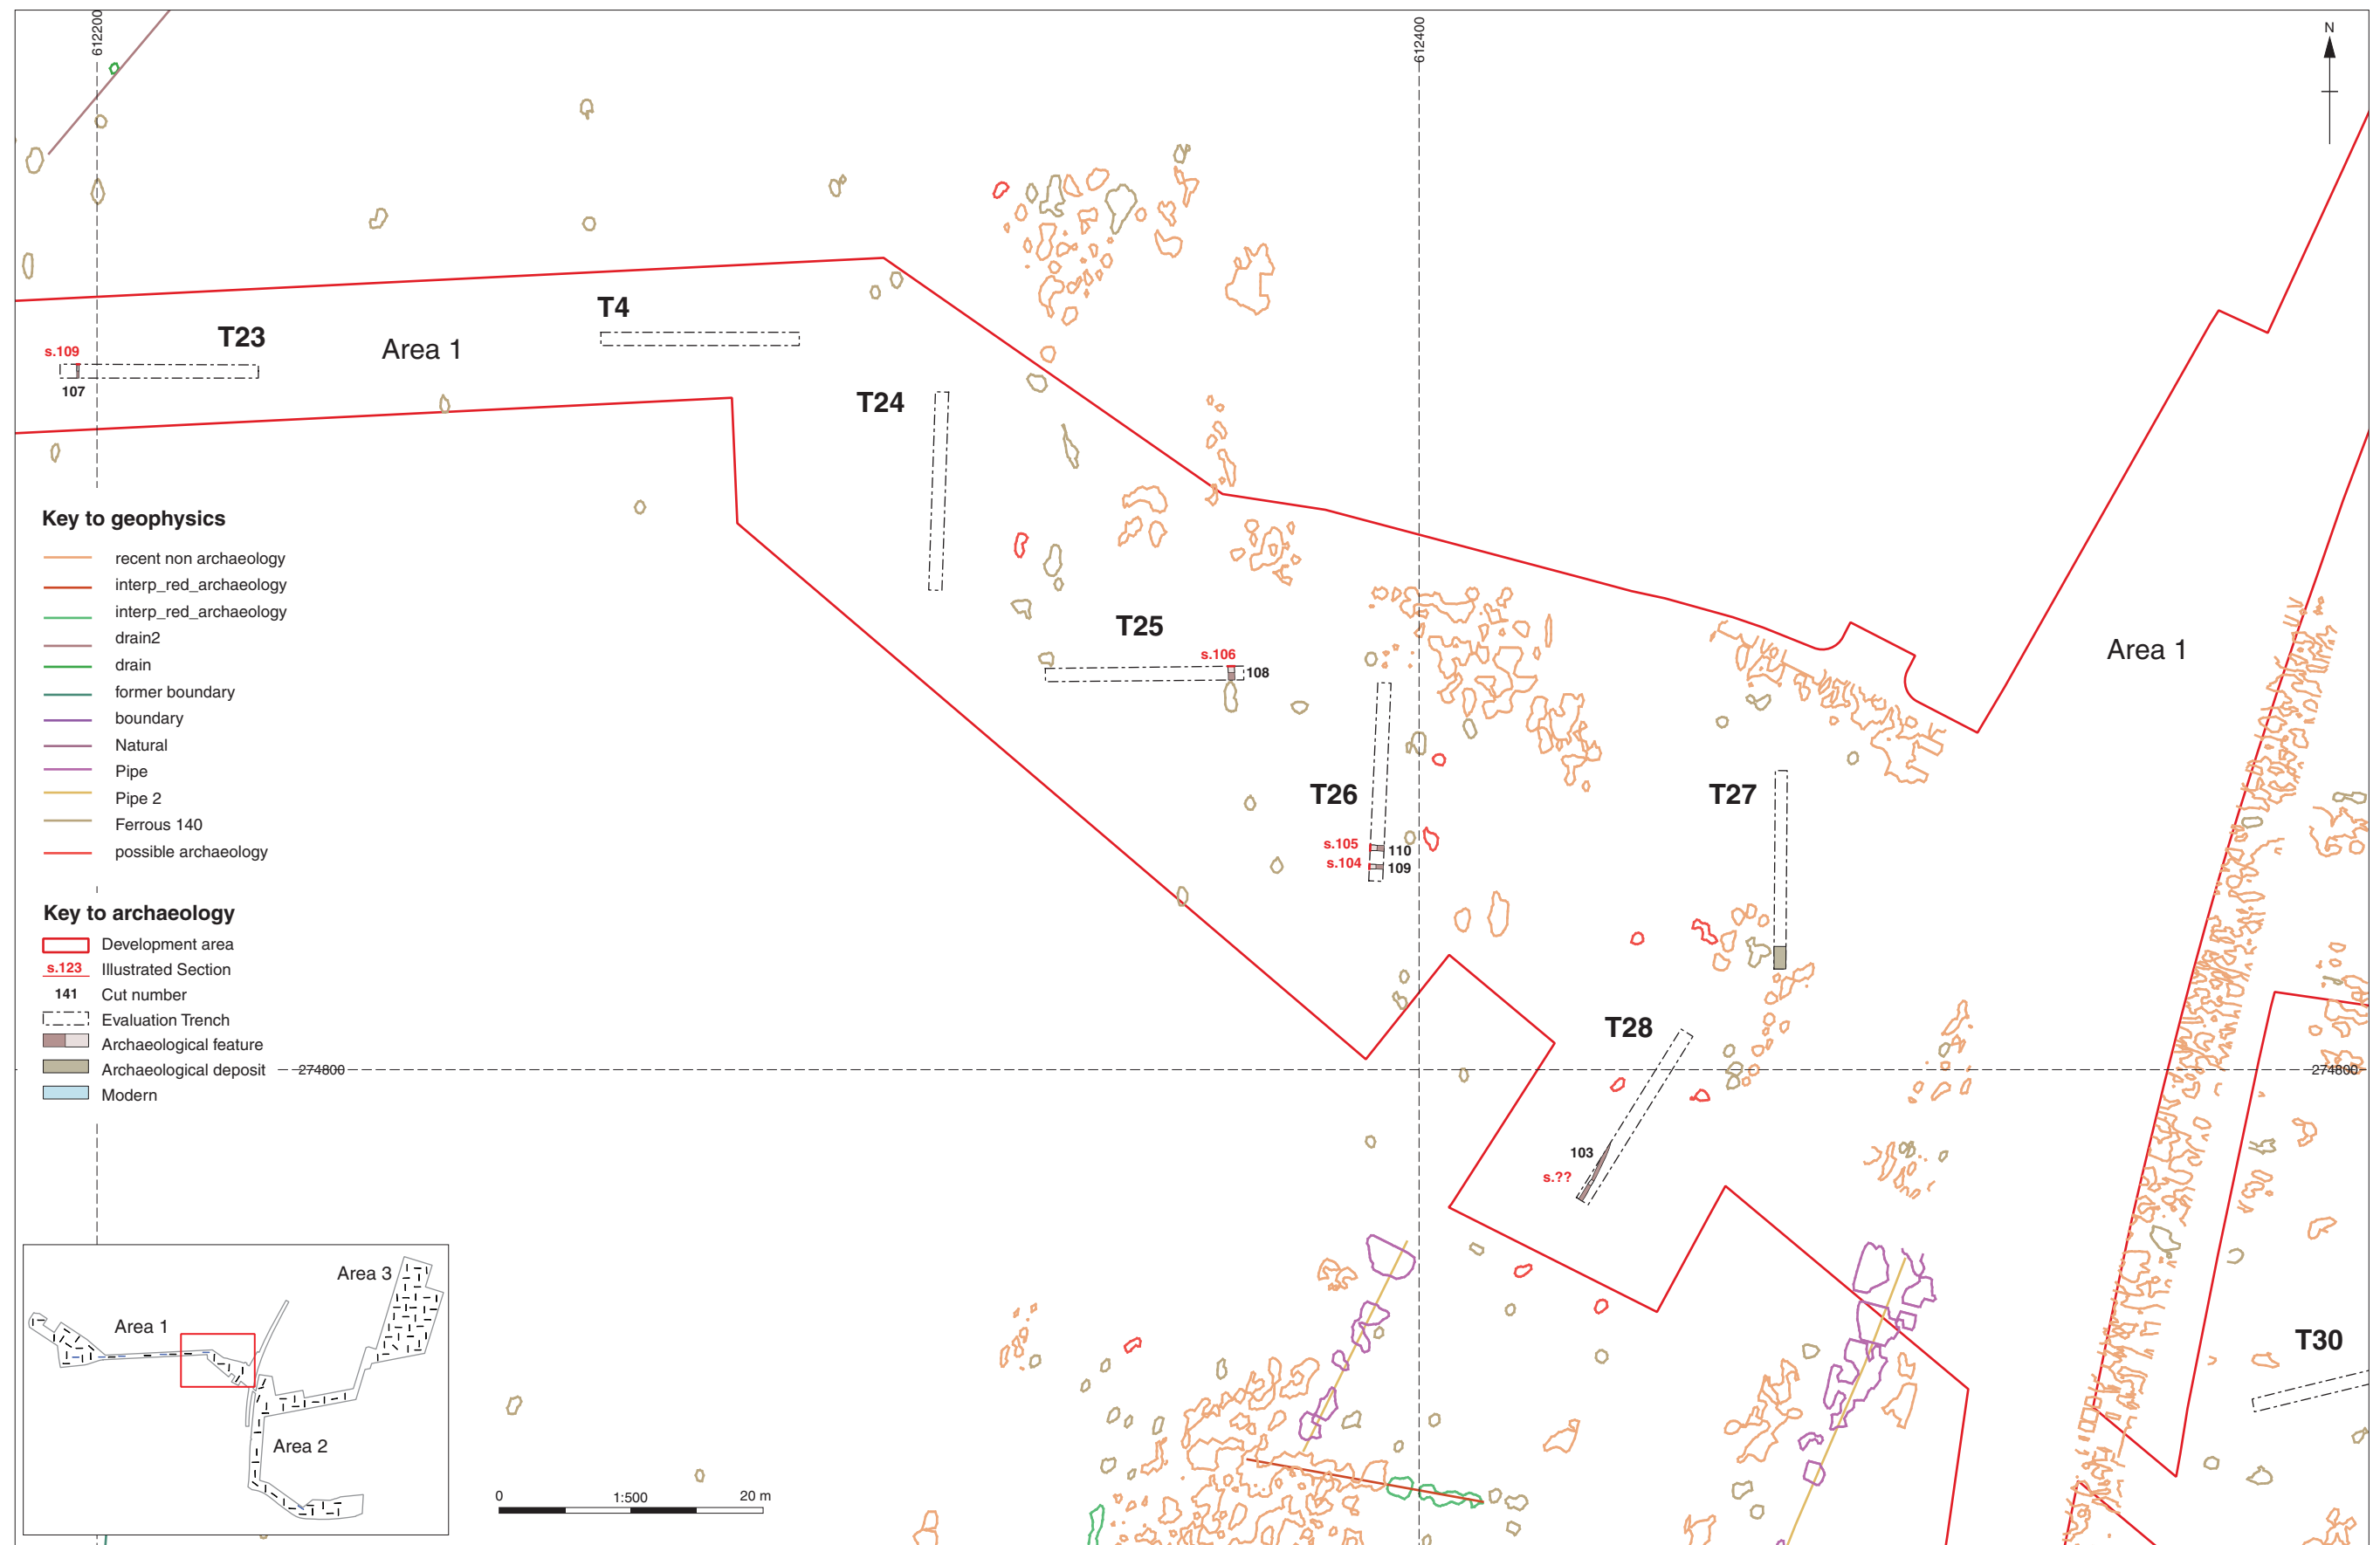 612200
612400
N
T4
T23
Area 1
s.109
107
T24
Key to geophysics
recent non archaeology
interp_red_archaeology
interp_red_archaeology
drain2
drain
former boundary
boundary
Natural
Pipe
Pipe 2
Ferrous 140
possible archaeology
T25
s.106
108
Area 1
T26
T27
s.105
110
s.104
109
Key to archaeology
Development area
s.123 Illustrated Section
141 Cut number
Evaluation Trench
Archaeological feature
Archaeological deposit
Modern
274800
274800
T28
103
s.??
Area 3
Area 1
Area 2
T30
0 1:500 20 m